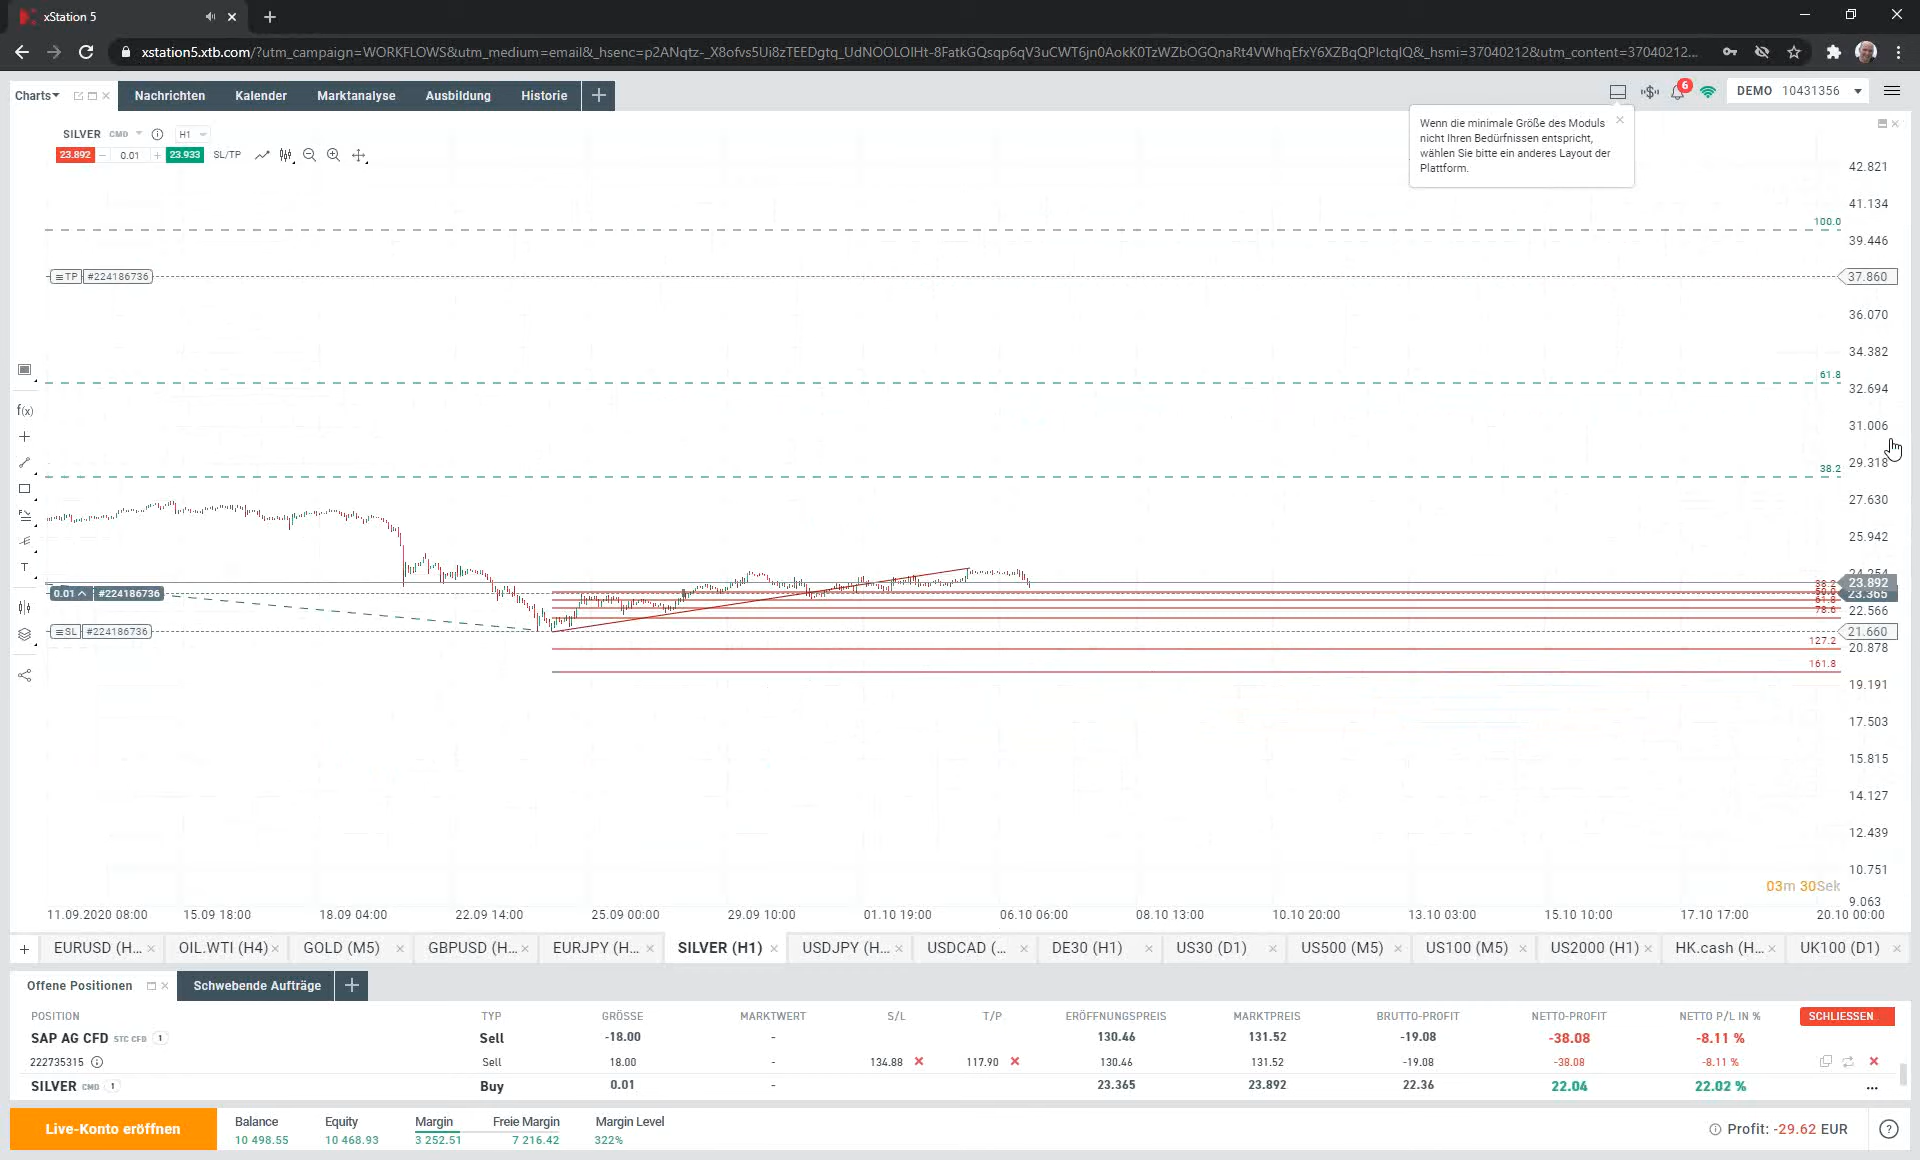 xStation 5
xstation5.xtb.com/?utm_campaign=WORKFLOWS&utm_medium=email&_hsenc=p2ANqtz-_X8ofvs5Ui8zTEEDgtq_UdNOOLOIHt-8FatkGQsqp6qV3uCWT6jn0AokK0TzWZbOGQnaRt4VWhqEfxY6XZBqQPIctqIQ&_hsmi=37040212&utm_content=37040212...
Charts Nachrichten Kalender Marktanalyse Ausbildung Historie
6 DEMO 10431356
SILVER CMD H1
23.892 0.01 23.933 SL/TP
Wenn die minimale Größe des Moduls
nicht Ihren Bedürfnissen entspricht,
wählen Sie bitte ein anderes Layout der
Plattform.
42.821
41.134
100.0
39.446
TP #224186736 37.860
36.070
34.382
61.8
32.694
31.006
38.2
29.318
27.630
25.942
24.254
38.2 23.892
50.0
0.01 #224186736 23.365
61.8
78.6 22.566
SL #224186736 21.660
127.2
20.878
161.8
19.191
17.503
15.815
14.127
12.439
10.751
03m 30Sek
9.063
11.09.2020 08:00 15.09 18:00 18.09 04:00 22.09 14:00 25.09 00:00 29.09 10:00 01.10 19:00 06.10 06:00 08.10 13:00 10.10 20:00 13.10 03:00 15.10 10:00 17.10 17:00 20.10 00:00
f(x)
T
EURUSD (H... OIL.WTI (H4) GOLD (M5) GBPUSD (H... EURJPY (H... SILVER (H1) USDJPY (H... USDCAD (... DE30 (H1) US30 (D1) US500 (M5) US100 (M5) US2000 (H1) HK.cash (H... UK100 (D1)
Offene Positionen Schwebende Aufträge
POSITION TYP GRÖSSE MARKTWERT S/L T/P ERÖFFNUNGSPREIS MARKTPREIS BRUTTO-PROFIT NETTO-PROFIT NETTO P/L IN % SCHLIESSEN
SAP AG CFD STC CFD 1 Sell -18.00 - 130.46 131.52 -19.08 -38.08 -8.11 %
222735315 Sell 18.00 - 134.88 117.90 130.46 131.52 -19.08 -38.08 -8.11 %
SILVER CMD 1 Buy 0.01 - 23.365 23.892 22.36 22.04 22.02 % ...
Live-Konto eröffnen
Balance Equity Margin Freie Margin Margin Level
10 498.55 10 468.93 3 252.51 7 216.42 322%
Profit: -29.62 EUR